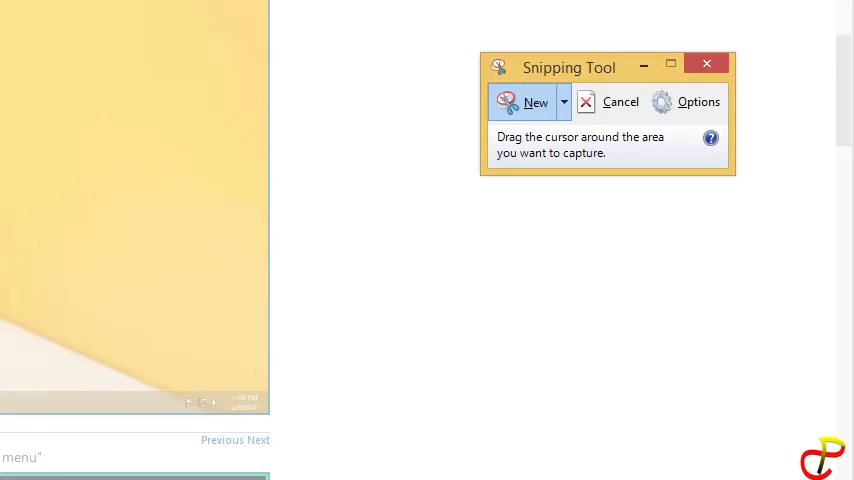 Snipping Tool
New
Cancel
Options
Drag the cursor around the area
you want to capture.
?
Previous Next
menu"